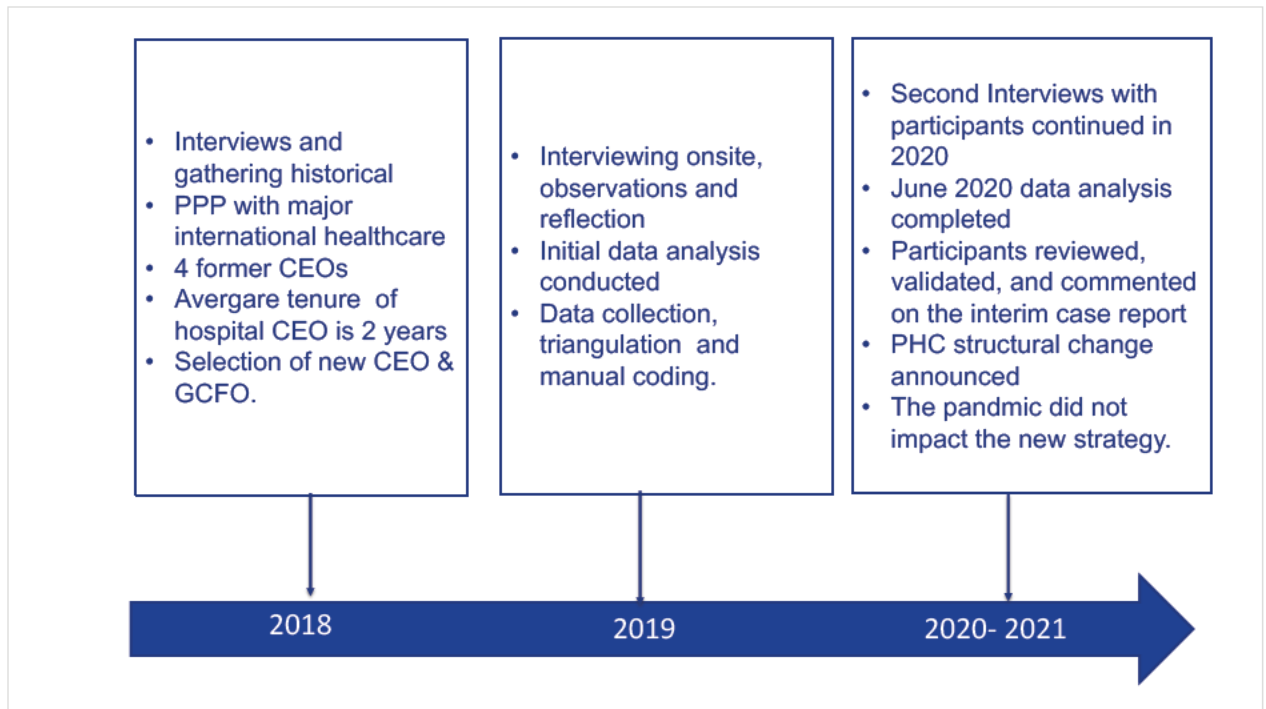 • Interviews and
gathering historical
• PPP with major
international healthcare
• 4 former CEOs
• Avergare tenure of
hospital CEO is 2 years
• Selection of new CEO &
GCFO.
• Interviewing onsite,
observations and
reflection
• Initial data analysis
conducted
• Data collection,
triangulation and
manual coding.
• Second Interviews with
participants continued in
2020
• June 2020 data analysis
completed
• Participants reviewed,
validated, and commented
on the interim case report
• PHC structural change
announced
• The pandmic did not
impact the new strategy.
2018
2019
2020- 2021